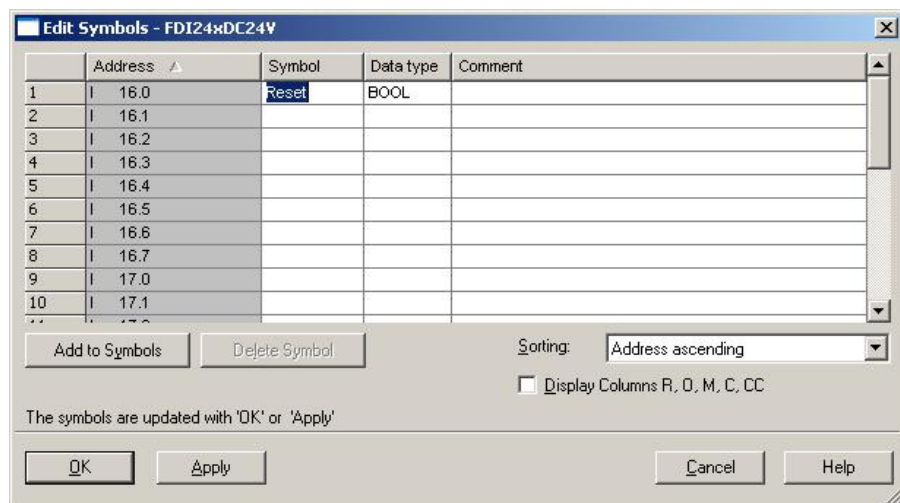 Edit Symbols - FDI24xDC24V
Address Symbol Data type Comment
1 I 16.0 Reset BOOL
2 I 16.1
3 I 16.2
4 I 16.3
5 I 16.4
6 I 16.5
7 I 16.6
8 I 16.7
9 I 17.0
10 I 17.1
Add to Symbols Delete Symbol Sorting: Address ascending
Display Columns R, O, M, C, CC
The symbols are updated with 'OK' or 'Apply'
OK Apply Cancel Help